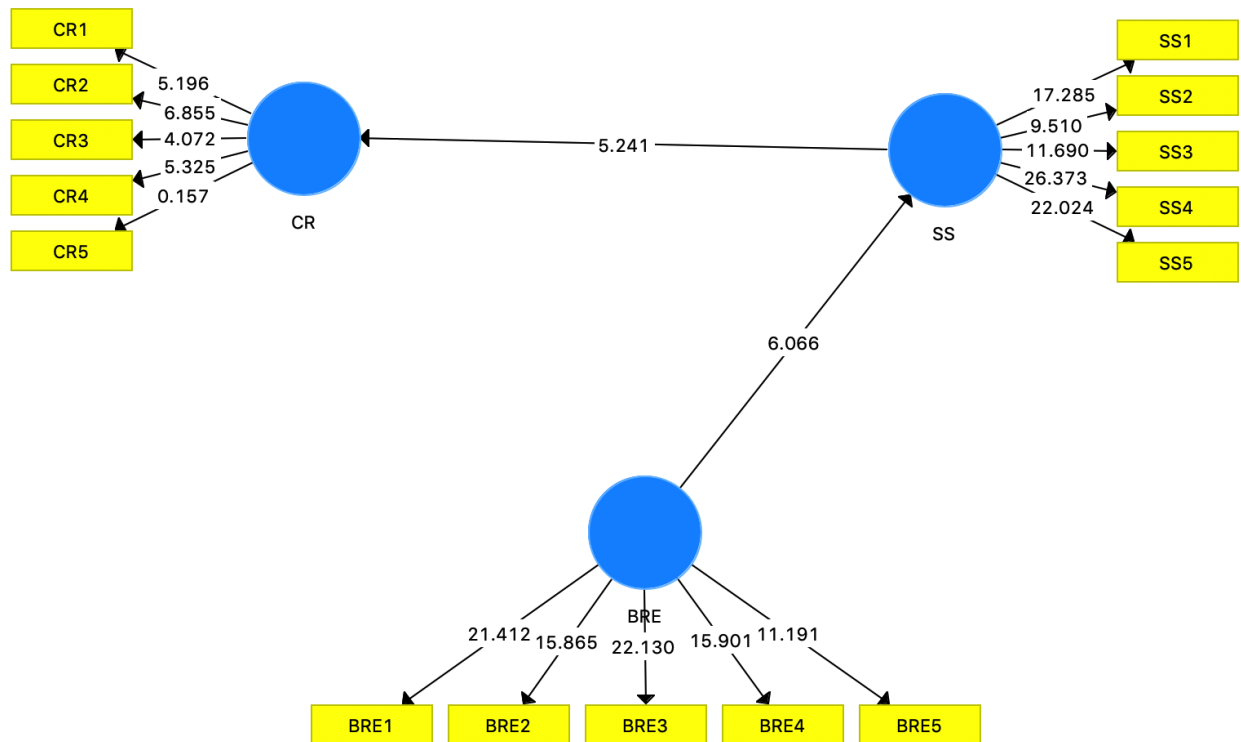 CR1
CR2
CR3
CR4
CR5
5.196
6.855
4.072
5.325
0.157
CR
5.241
SS
17.285
9.510
11.690
26.373
22.024
SS1
SS2
SS3
SS4
SS5
6.066
BRE
21.412
15.865
22.130
15.901
11.191
BRE1
BRE2
BRE3
BRE4
BRE5